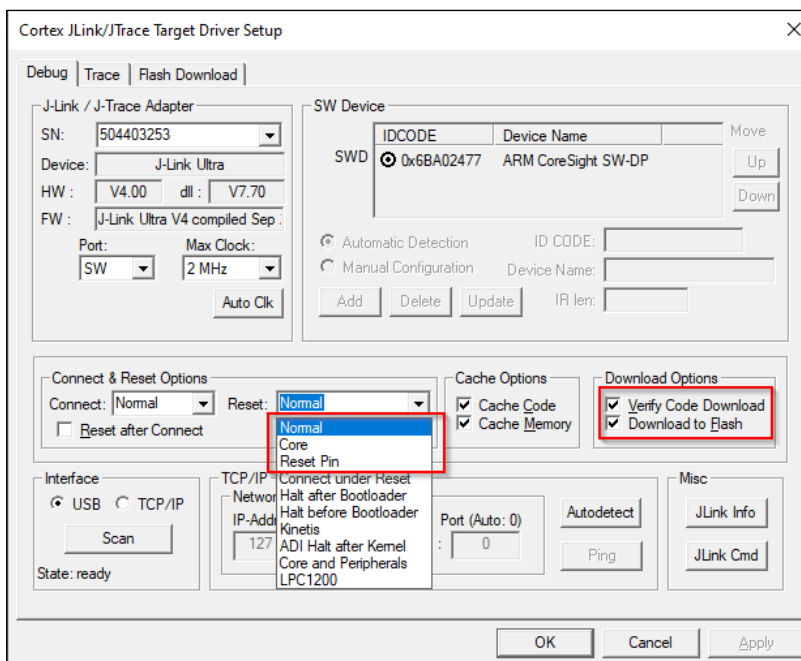 Cortex JLink/JTrace Target Driver Setup
Debug Trace Flash Download
J-Link / J-Trace Adapter
SN: 504403253
Device: J-Link Ultra
HW : V4.00 dll : V7.70
FW : J-Link Ultra V4 compiled Sep
Port: Max Clock:
SW 2 MHz
Auto Clk
SW Device
IDCODE Device Name
SWD 0x6BA02477 ARM CoreSight SW-DP
Move
Up
Down
Automatic Detection ID CODE:
Manual Configuration Device Name:
Add Delete Update IR len:
Connect & Reset Options
Connect: Normal Reset: Normal
Reset after Connect
Normal
Core
Reset Pin
Connect under Reset
Halt after Bootloader
Halt before Bootloader
Kinetis
ADI Halt after Kernel
Core and Peripherals
LPC1200
Cache Options
Cache Code
Cache Memory
Download Options
Verify Code Download
Download to Flash
Interface
USB TCP/IP
Scan
State: ready
TCP/IP
Port (Auto: 0)
127 : 0
Autodetect
Ping
Misc
JLink Info
JLink Cmd
OK Cancel Apply